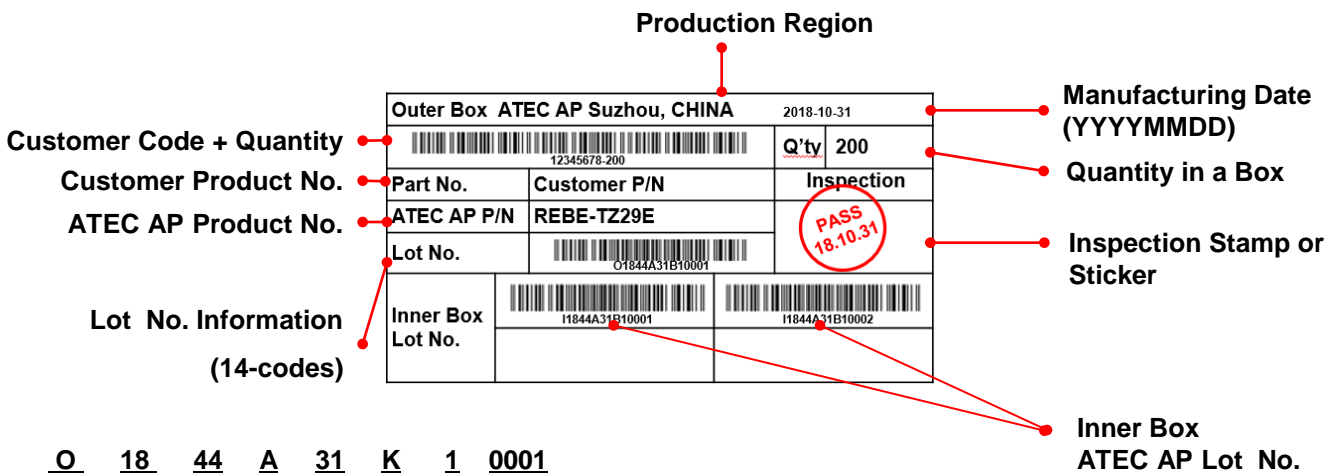 Production Region
Outer Box ATEC AP Suzhou, CHINA 2018-10-31
Manufacturing Date
(YYYYMMDD)
Customer Code + Quantity
12345678-200
Q'ty 200
Quantity in a Box
Customer Product No.
Part No. Customer P/N Inspection
ATEC AP Product No.
ATEC AP P/N REBE-TZ29E
PASS
18.10.31
Inspection Stamp or
Sticker
Lot No.
O1844A31B10001
Lot No. Information
(14-codes)
Inner Box
Lot No.
I1844A31B10001 I1844A31B10002
Inner Box
ATEC AP Lot No.
O 18 44 A 31 K 1 0001